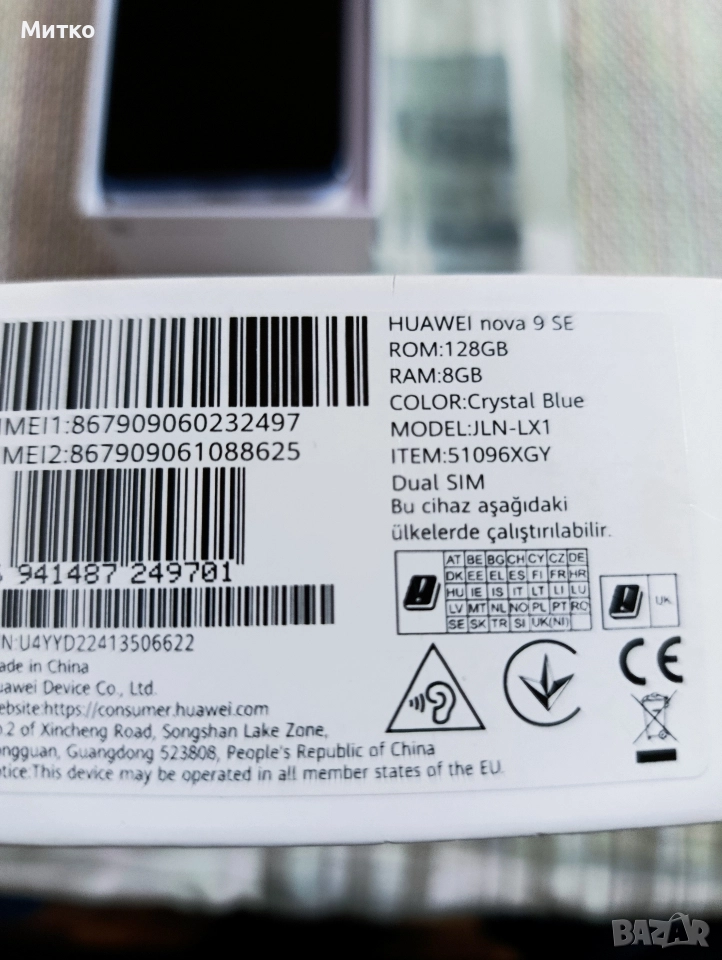 Митко
HUAWEI nova 9 SE
ROM:128GB
RAM:8GB
COLOR:Crystal Blue
MODEL:JLN-LX1
ITEM:51096XGY
Dual SIM
Bu cihaz aşağıdaki
ülkelerde çalıştırılabilir.
MEI1:867909060232497
MEI2:867909061088625
941487 249701
N:U4YYD22413506622
AT BE BG CH CY CZ DE
DK EE EL ES FI FR HR
HU IE IS IT LT LI LU
LV MT NL NO PL PT RO
SE SK TR SI UK(NI)
UK
CE
ade in China
uawei Device Co., Ltd.
ebsite:https://consumer.huawei.com
o.2 of Xincheng Road, Songshan Lake Zone,
ongguan, Guangdong 523808, People's Republic of China
tice:This device may be operated in all member states of the EU.
BAZAR